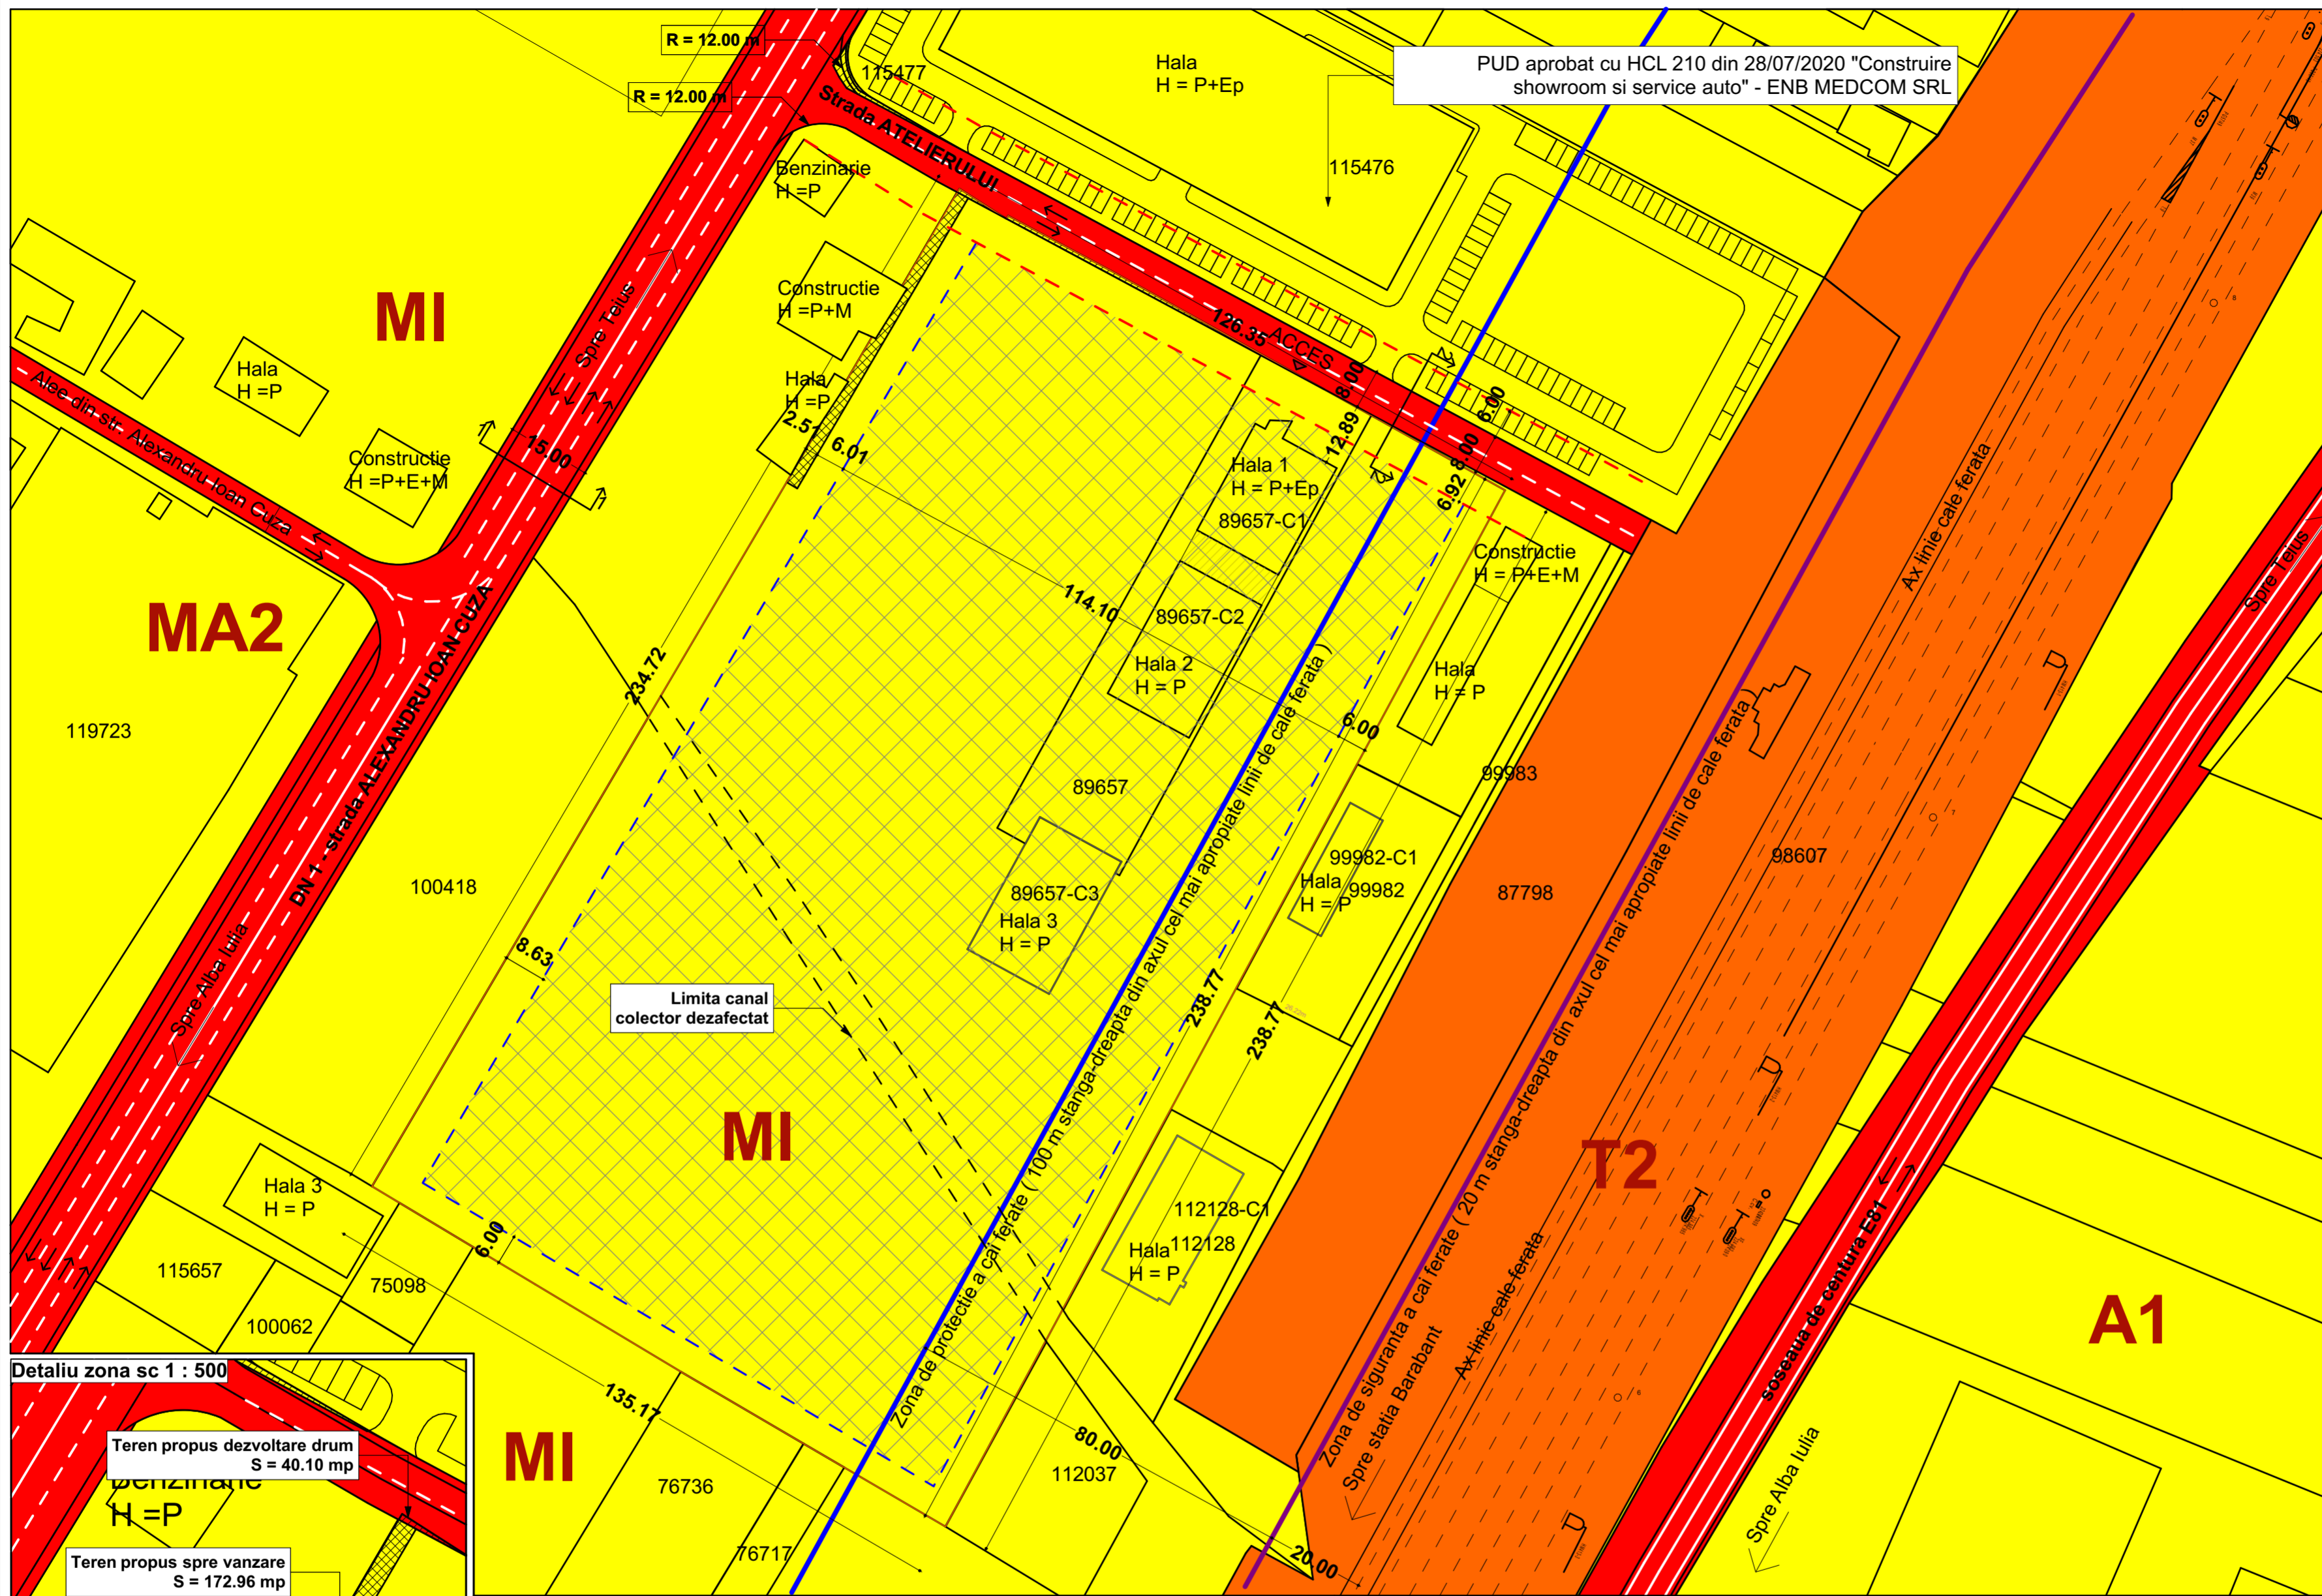 R = 12.00 m
R = 12.00 m
115477
Hala
H = P+Ep
PUD aprobat cu HCL 210 din 28/07/2020 "Construire
showroom si service auto" - ENB MEDCOM SRL
Strada ATELIERULUI
115476
Benzinarie
H =P
MI
Spre Teius
Constructie
H =P+M
126.35
ACCES
Hala
H =P
Hala
H =P
Alee din str. Alexandru Ioan Cuza
8.00
6.00
2.51
6.01
12.89
15.00
Constructie
H =P+E+M
Hala 1
H = P+Ep
89657-C1
8.00
6.92
Ax linie cale ferata
Constructie
H = P+E+M
Spre Teius
MA2
114.10
89657-C2
Hala 2
H = P
234.72
Hala
H = P
6.00
119723
DN 1 - strada ALEXANDRU IOAN CUZA
89657
99983
98607
100418
89657-C3
Hala 3
H = P
99982-C1
Hala
99982
H = P
87798
8.63
Spre Alba Iulia
Limita canal
colector dezafectat
238.77
238.77
MI
Zona de protectie a cai ferate ( 100 m stanga-dreapta din axul cel mai apropiate linii de cale ferata )
Zona de siguranta a cai ferate ( 20 m stanga-dreapta din axul cel mai apropiate linii de cale ferata )
T2
Hala 3
H = P
112128-C1
Hala
112128
H = P
6.00
115657
75098
100062
Ax linie cale ferata
Spre statia Barabant
soseaua de centura E81
A1
Detaliu zona sc 1 : 500
135.17
80.00
Teren propus dezvoltare drum
S = 40.10 mp
Benzinarie
H =P
MI
76736
112037
Spre Alba Iulia
76717
20.00
Teren propus spre vanzare
S = 172.96 mp